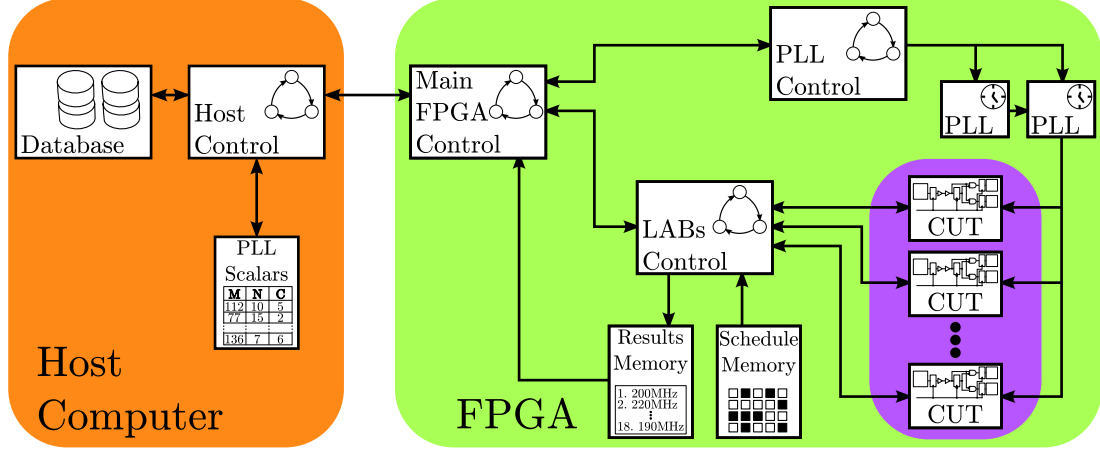 Database
Host
Control
PLL
Scalars
M N C
112 10 5
77 15 2
136 7 6
Host
Computer
Main
FPGA
Control
PLL
Control
PLL
PLL
LABs
Control
CUT
CUT
CUT
Results
Memory
1. 200MHz
2. 220MHz
18. 190MHz
Schedule
Memory
FPGA